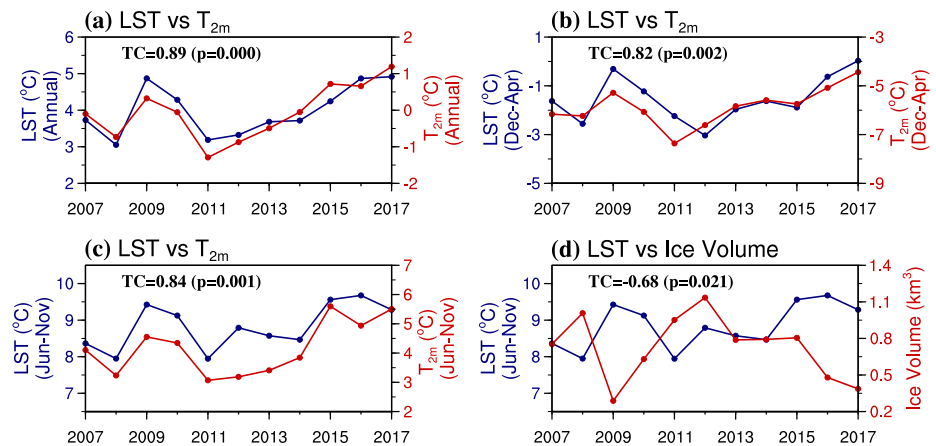 (a) LST vs T2m
TC=0.89 (p=0.000)
LST (°C)
(Annual)
6
5
4
3
2
2
1
0
-1
-2
T2m (°C)
(Annual)
2007 2009 2011 2013 2015 2017
(b) LST vs T2m
TC=0.82 (p=0.002)
LST (°C)
(Dec-Apr)
1
-1
-3
-5
-3
-5
-7
-9
T2m (°C)
(Dec-Apr)
2007 2009 2011 2013 2015 2017
(c) LST vs T2m
TC=0.84 (p=0.001)
LST (°C)
(Jun-Nov)
10
9
8
7
7
6
5
4
3
2
T2m (°C)
(Jun-Nov)
2007 2009 2011 2013 2015 2017
(d) LST vs Ice Volume
TC=-0.68 (p=0.021)
LST (°C)
(Jun-Nov)
10
9
8
7
1.4
1.1
0.8
0.5
0.2
Ice Volume (km³)
2007 2009 2011 2013 2015 2017